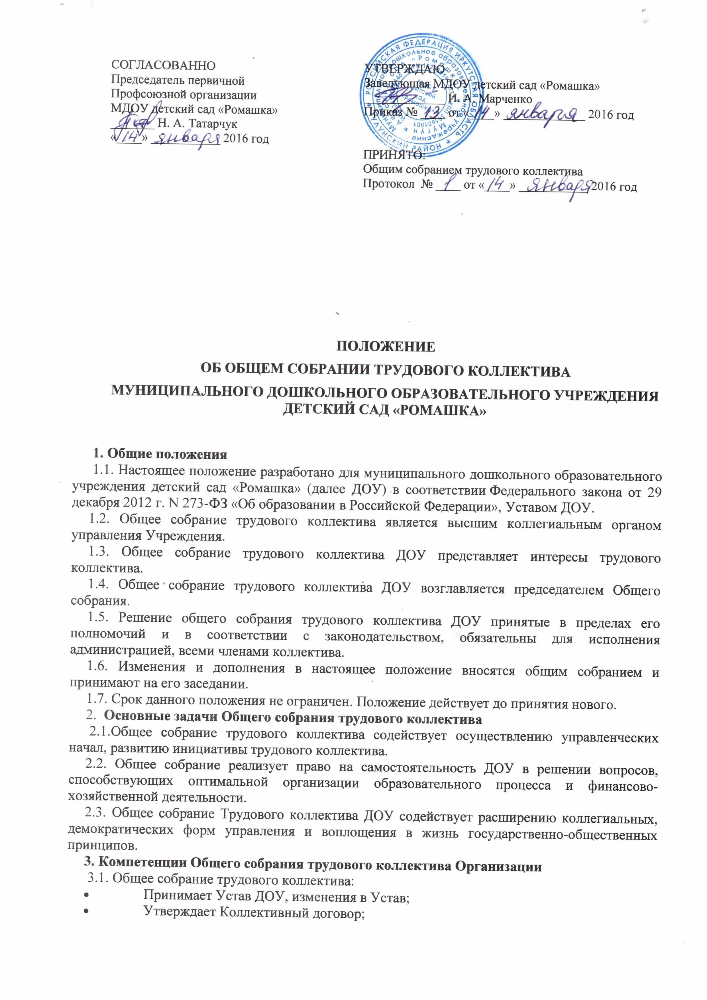 СОГЛАСОВАННО
Председатель первичной
Профсоюзной организации
МДОУ детский сад «Ромашка»
Н. А. Татарчук
«14» января 2016 год
УТВЕРЖДАЮ
Заведующая МДОУ детский сад «Ромашка»
И. А. Марченко
Приказ № 13 от «14» января 2016 год
РОССИЙСКАЯ ФЕДЕРАЦИЯ ИРКУТСКАЯ ОБЛАСТЬ
ТУЛУНСКИЙ РАЙОН
ПРИНЯТО:
Общим собранием трудового коллектива
Протокол № 1 от «14» января 2016 год
ПОЛОЖЕНИЕ
ОБ ОБЩЕМ СОБРАНИИ ТРУДОВОГО КОЛЛЕКТИВА
МУНИЦИПАЛЬНОГО ДОШКОЛЬНОГО ОБРАЗОВАТЕЛЬНОГО УЧРЕЖДЕНИЯ
ДЕТСКИЙ САД «РОМАШКА»
1. Общие положения
1.1. Настоящее положение разработано для муниципального дошкольного образовательного
учреждения детский сад «Ромашка» (далее ДОУ) в соответствии Федерального закона от 29
декабря 2012 г. N 273-ФЗ «Об образовании в Российской Федерации», Уставом ДОУ.
1.2. Общее собрание трудового коллектива является высшим коллегиальным органом
управления Учреждения.
1.3. Общее собрание трудового коллектива ДОУ представляет интересы трудового
коллектива.
1.4. Общее собрание трудового коллектива ДОУ возглавляется председателем Общего
собрания.
1.5. Решение общего собрания трудового коллектива ДОУ принятые в пределах его
полномочий и в соответствии с законодательством, обязательны для исполнения
администрацией, всеми членами коллектива.
1.6. Изменения и дополнения в настоящее положение вносятся общим собранием и
принимают на его заседании.
1.7. Срок данного положения не ограничен. Положение действует до принятия нового.
2. Основные задачи Общего собрания трудового коллектива
2.1.Общее собрание трудового коллектива содействует осуществлению управленческих
начал, развитию инициативы трудового коллектива.
2.2. Общее собрание реализует право на самостоятельность ДОУ в решении вопросов,
способствующих оптимальной организации образовательного процесса и финансово-
хозяйственной деятельности.
2.3. Общее собрание Трудового коллектива ДОУ содействует расширению коллегиальных,
демократических форм управления и воплощения в жизнь государственно-общественных
принципов.
3. Компетенции Общего собрания трудового коллектива Организации
3.1. Общее собрание трудового коллектива:
• Принимает Устав ДОУ, изменения в Устав;
• Утверждает Коллективный договор;